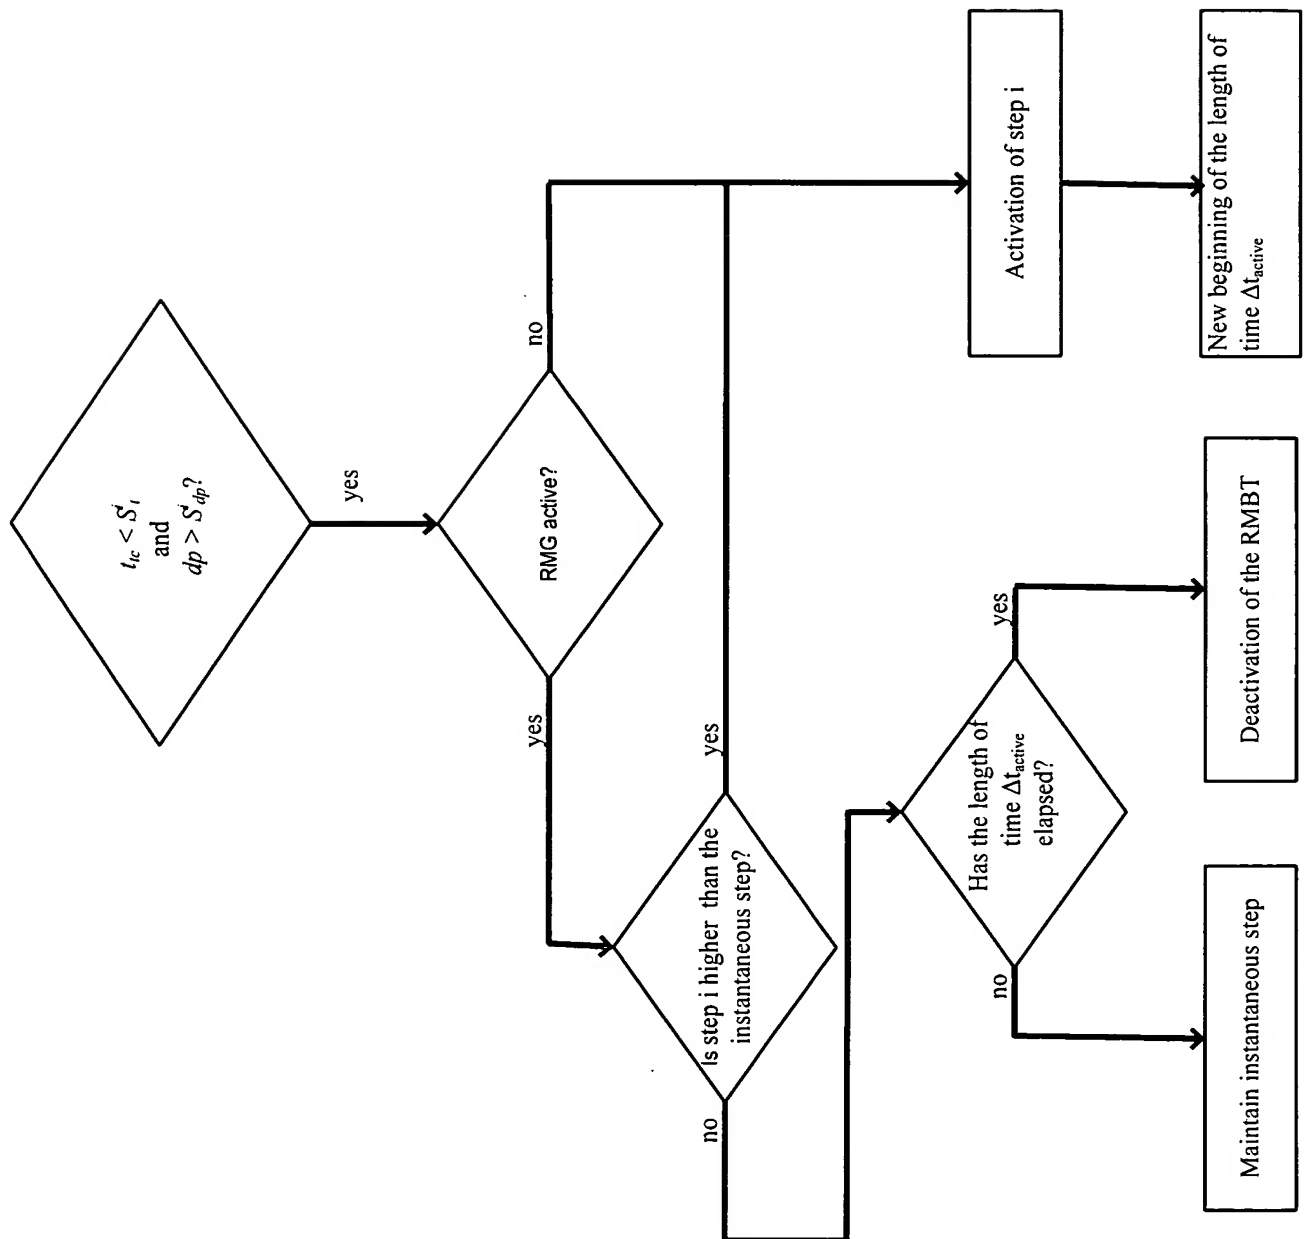 t_tc < S^i_t
and
dp > S^i_dp?
yes
RMG active?
yes
no
Is step i higher than the
instantaneous step?
no
yes
Has the length of
time Δt_active
elapsed?
no
yes
Maintain instantaneous step
Deactivation of the RMBT
Activation of step i
New beginning of the length of
time Δt_active